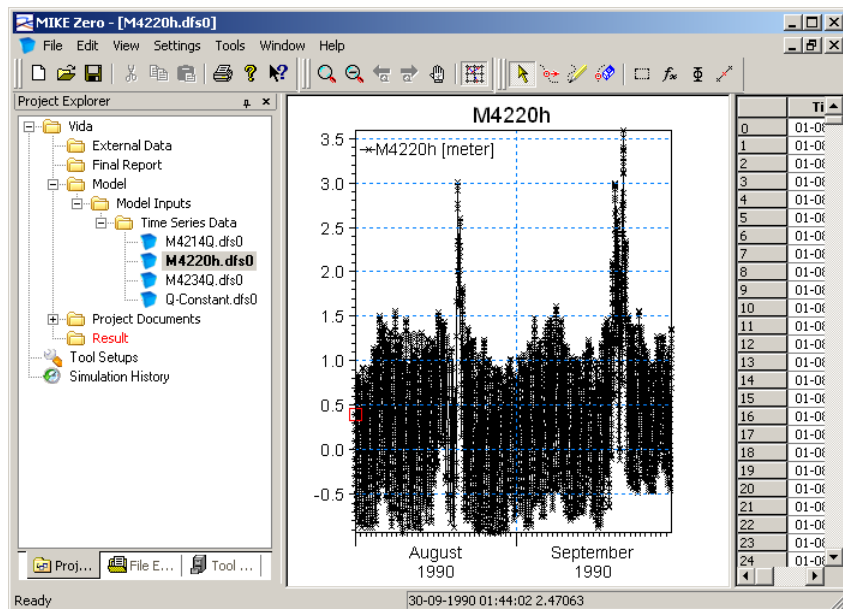 MIKE Zero - [M4220h.dfs0]
File Edit View Settings Tools Window Help
Project Explorer
Vida
External Data
Final Report
Model
Model Inputs
Time Series Data
M4214Q.dfs0
M4220h.dfs0
M4234Q.dfs0
Q-Constant.dfs0
Project Documents
Result
Tool Setups
Simulation History
Proj... File E... Tool ...
M4220h
M4220h [meter]
3.5
3.0
2.5
2.0
1.5
1.0
0.5
0.0
-0.5
August September
1990 1990
Ti
0 01-08
1 01-08
2 01-08
3 01-08
4 01-08
5 01-08
6 01-08
7 01-08
8 01-08
9 01-08
10 01-08
11 01-08
12 01-08
13 01-08
14 01-08
15 01-08
16 01-08
17 01-08
18 01-08
19 01-08
20 01-08
21 01-08
22 01-08
23 01-08
24 01-08
Ready 30-09-1990 01:44:02 2.47063